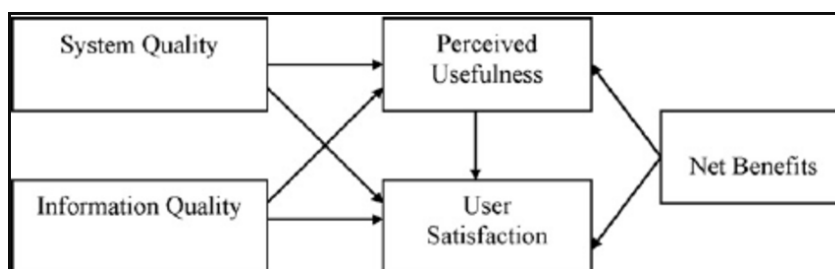 System Quality
Perceived
Usefulness
Net Benefits
Information Quality
User
Satisfaction